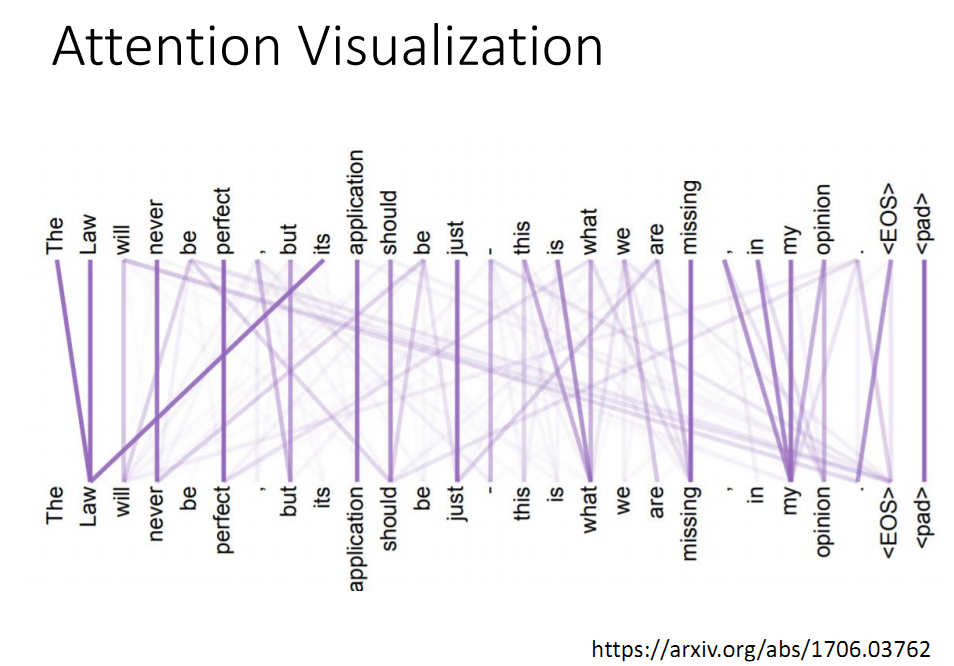 Attention Visualization
The Law will never be perfect , but its application should be just - this is what we are missing , in my opinion . <EOS> <pad>
The Law will never be perfect , but its application should be just - this is what we are missing , in my opinion . <EOS> <pad>
https://arxiv.org/abs/1706.03762